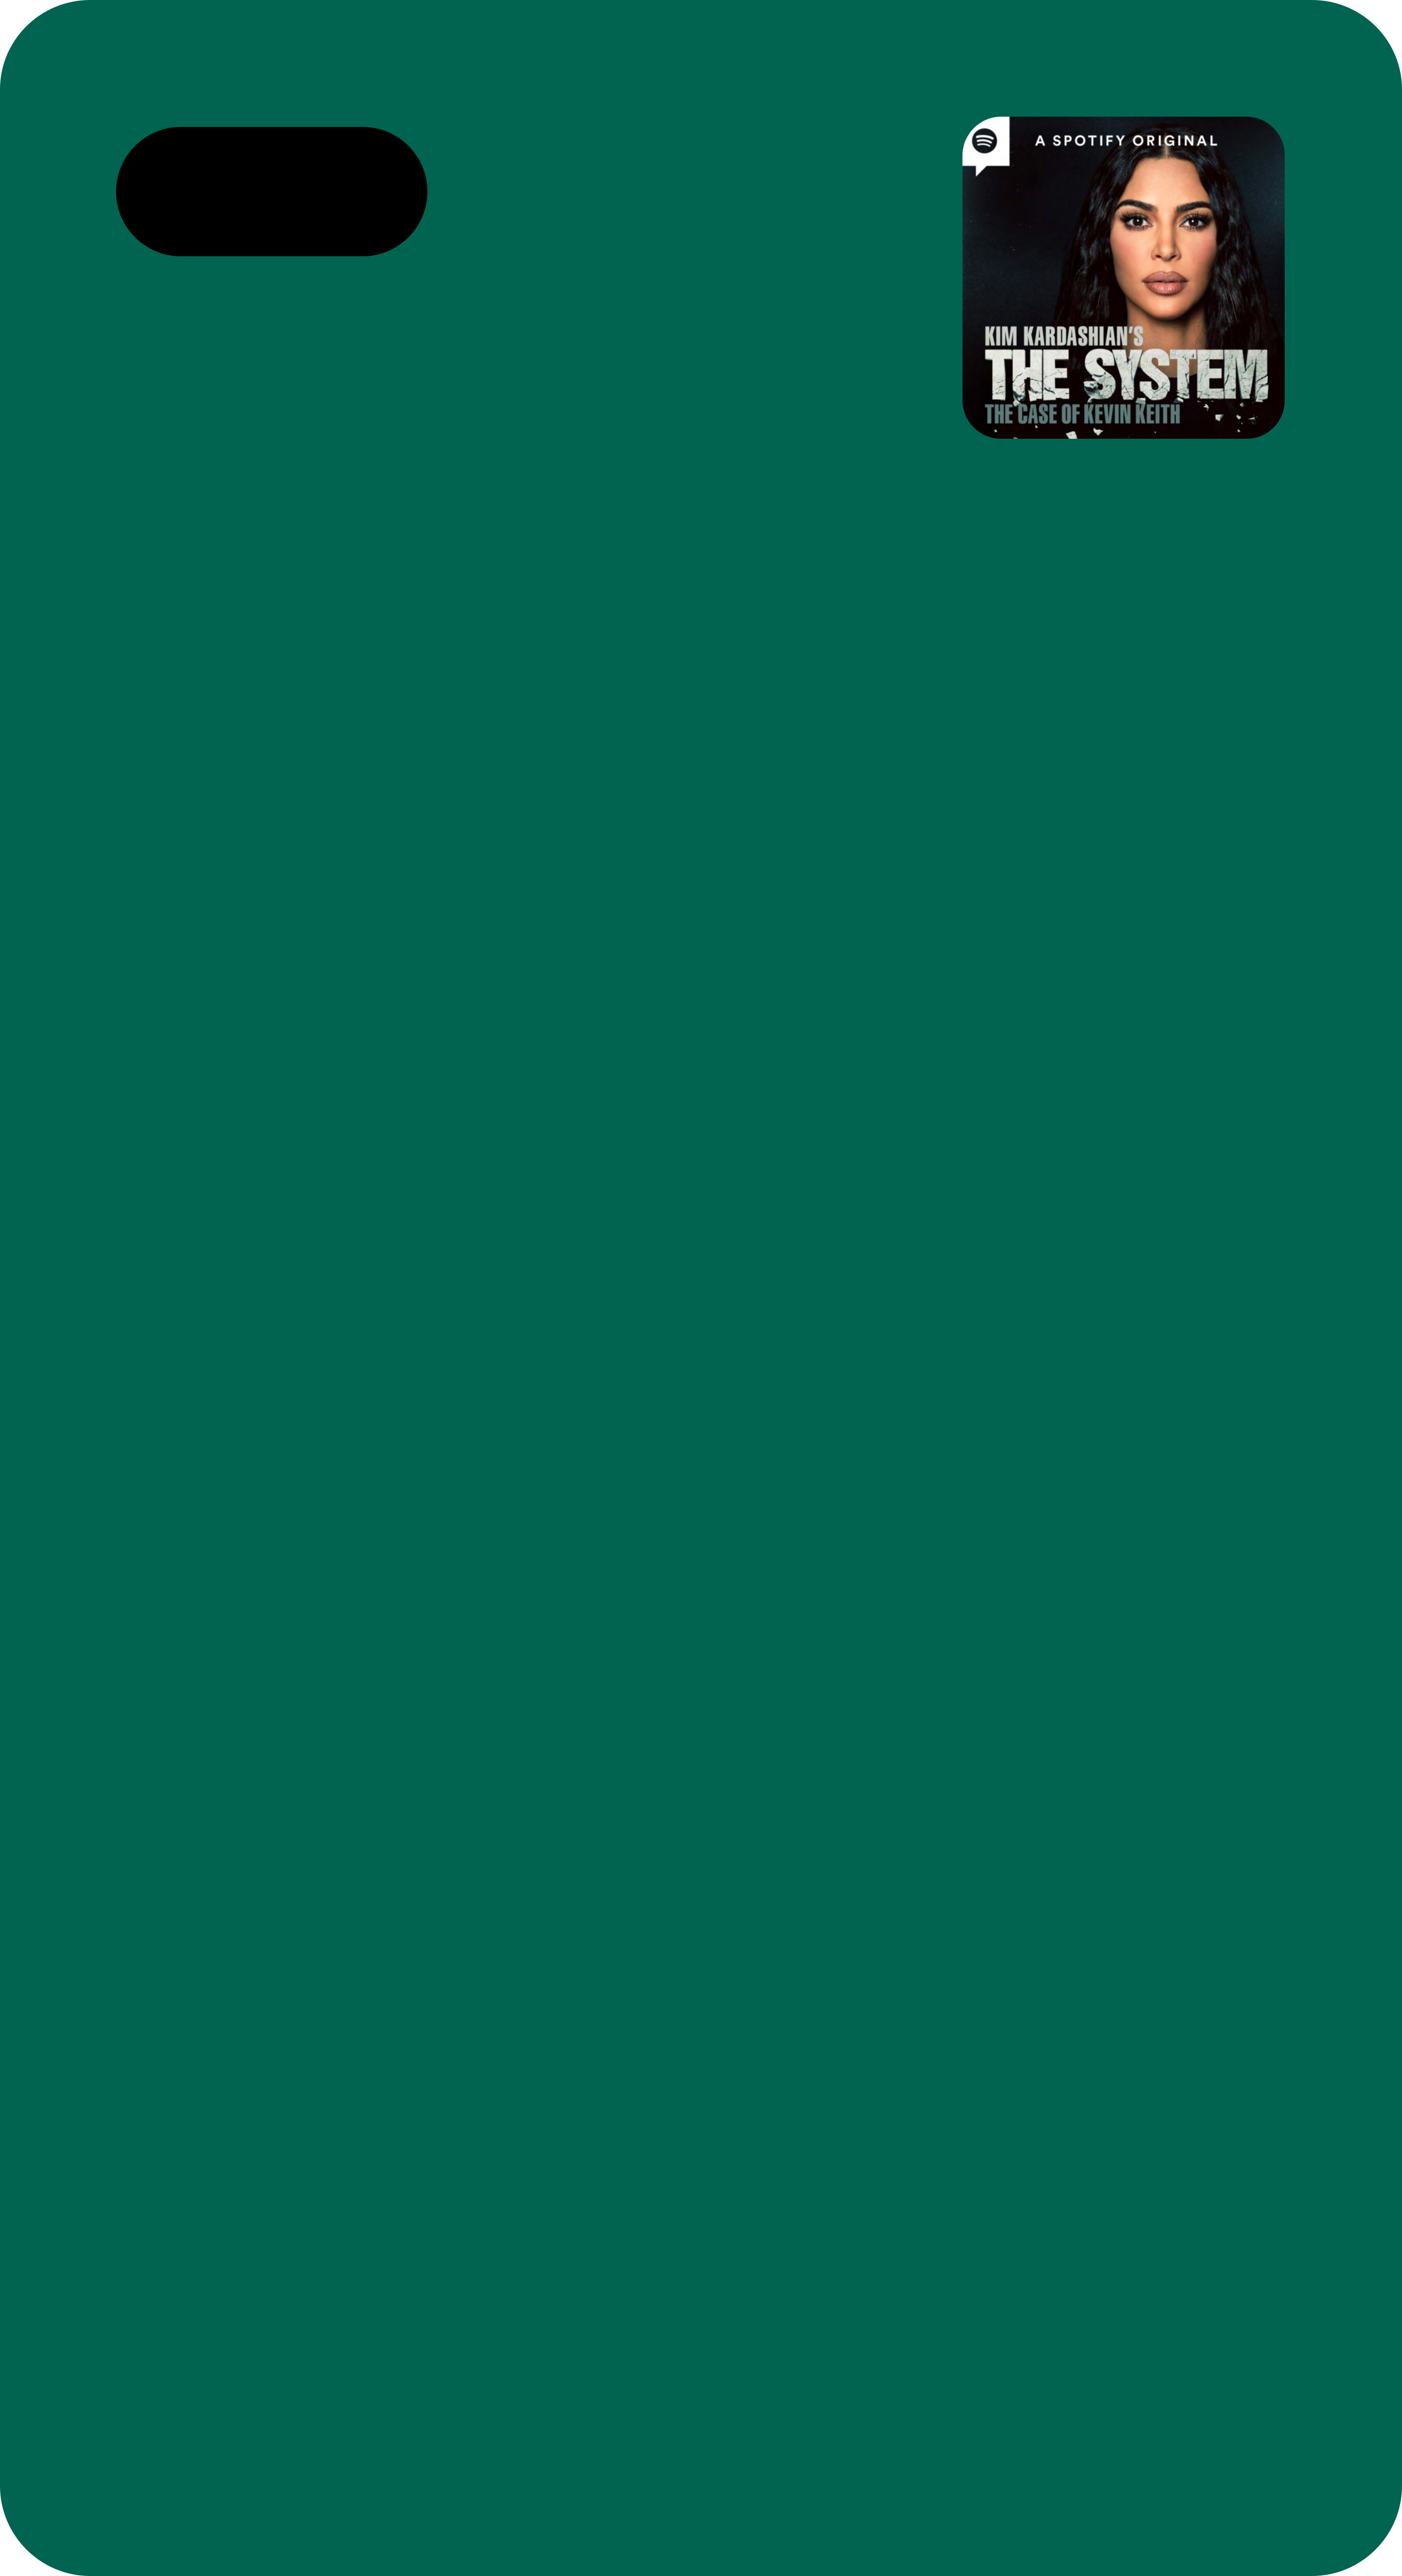 A SPOTIFY ORIGINAL
KIM KARDASHIAN'S
THE SYSTEM
THE CASE OF KEVIN KEITH